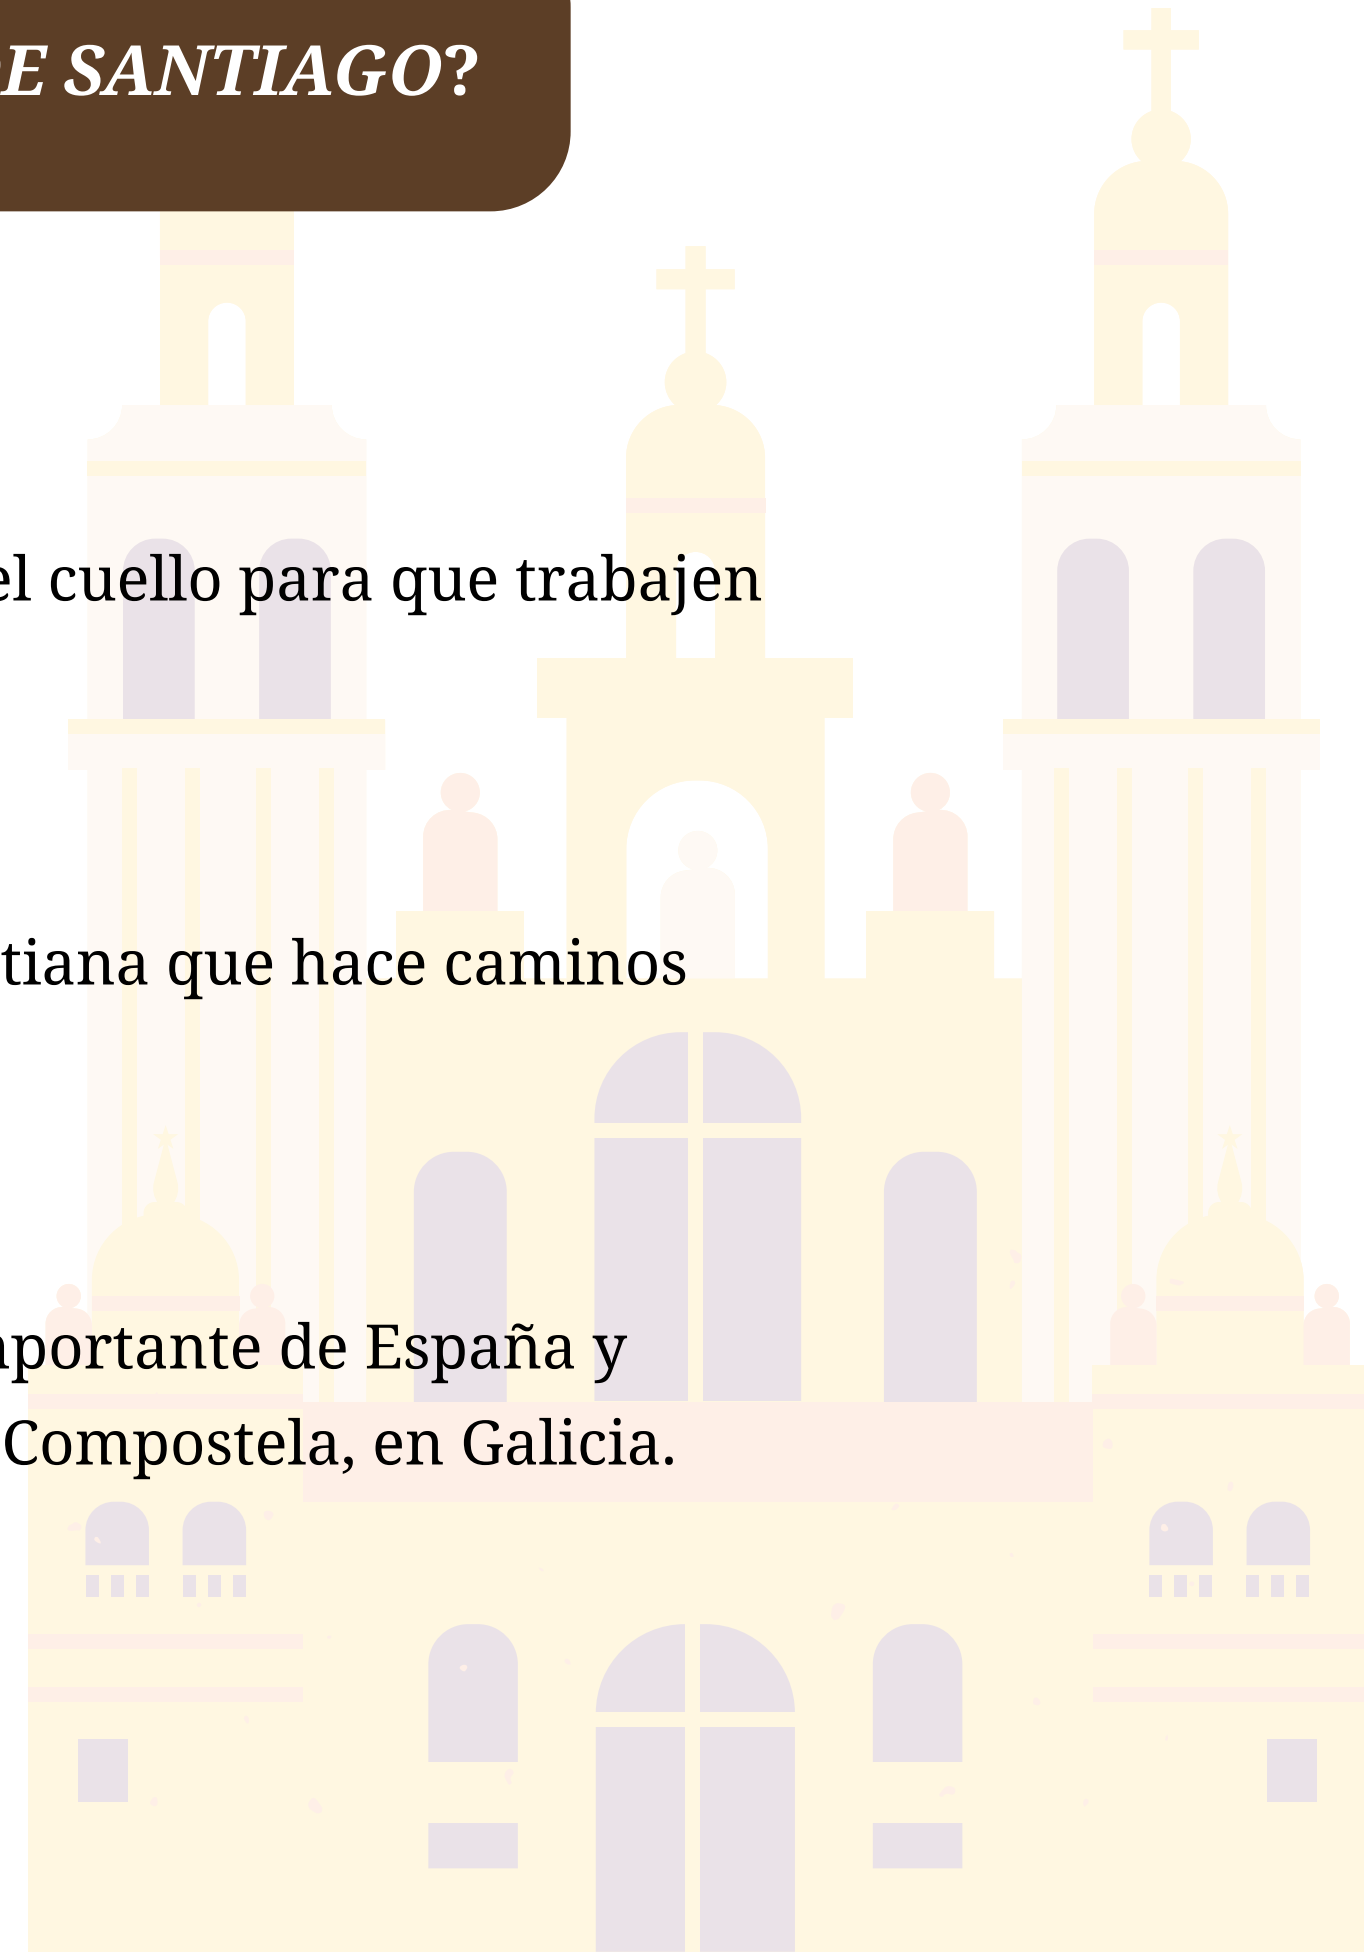 E SANTIAGO?
el cuello para que trabajen
tiana que hace caminos
portante de España y
Compostela, en Galicia.